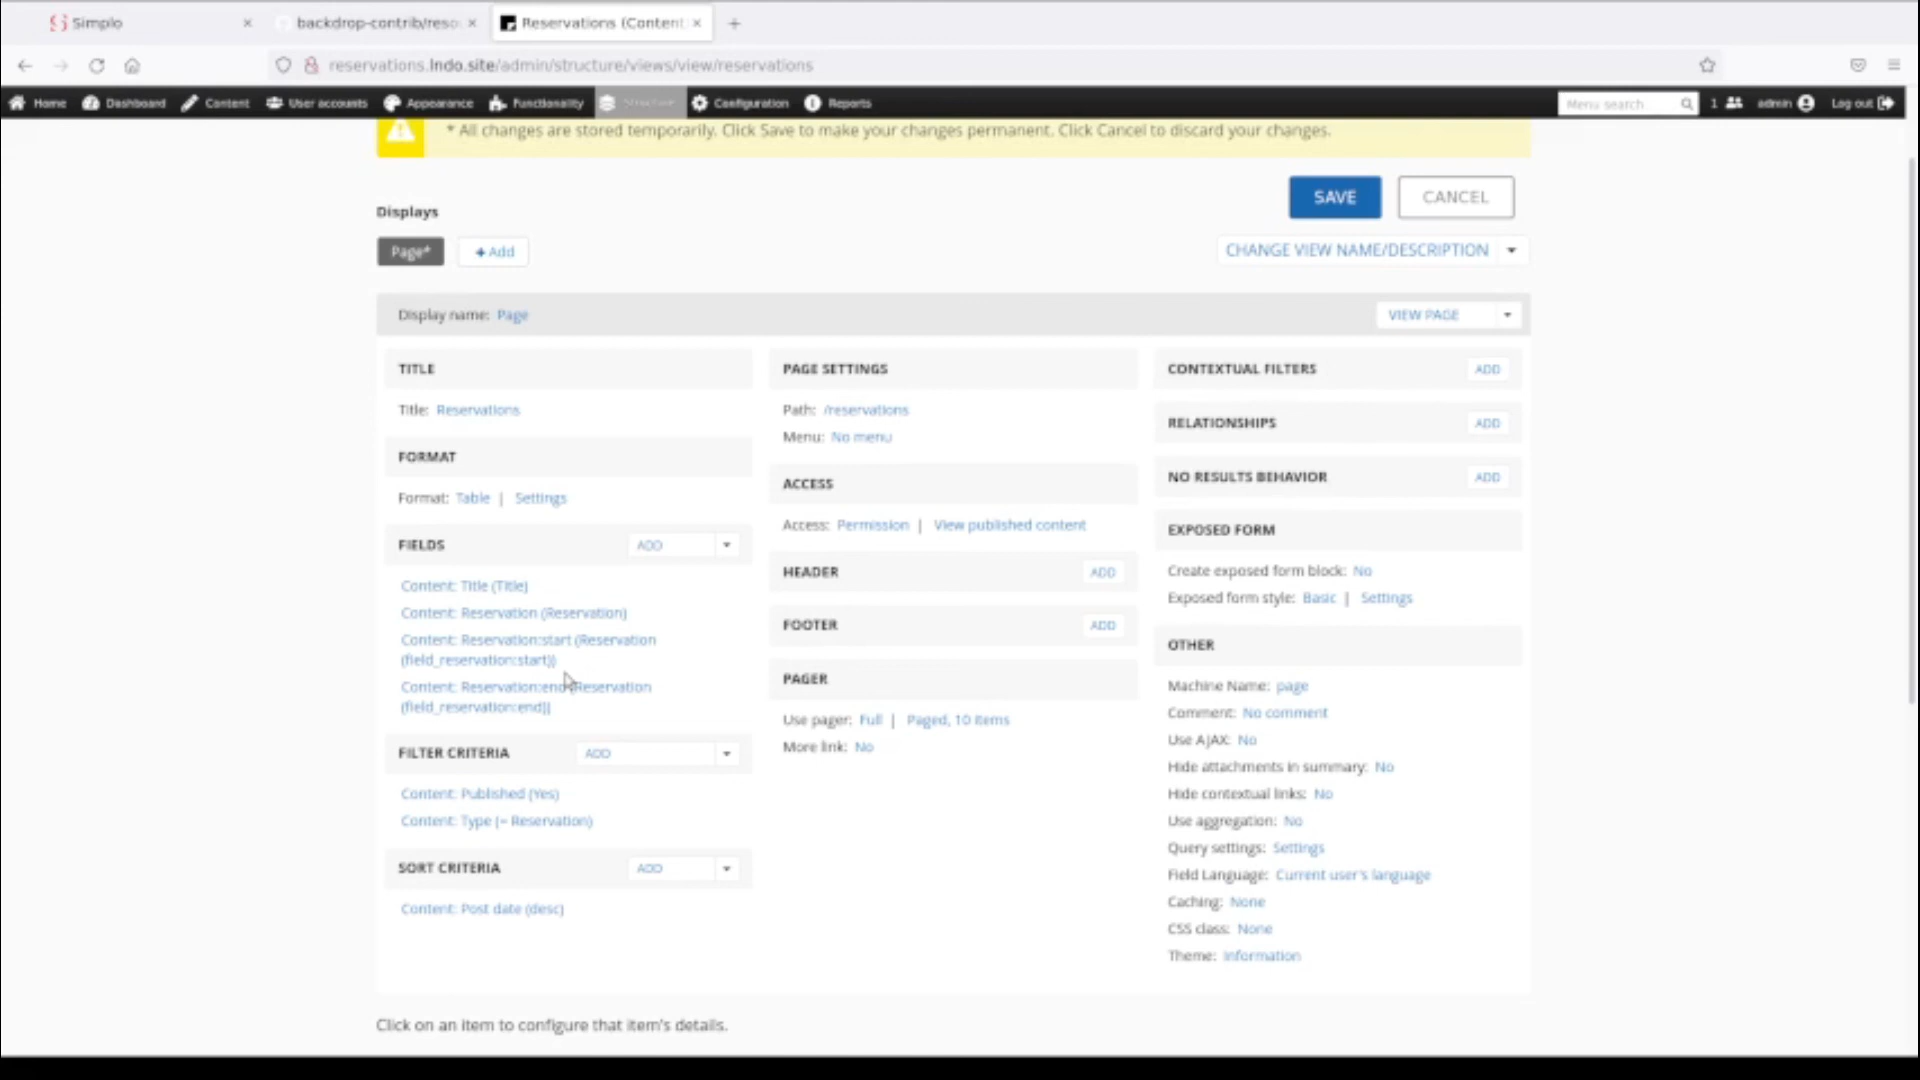 Simplo
backdrop-contrib/reso
Reservations (Content
reservations.lndo.site/admin/structure/views/view/reservations
Home Dashboard Content User accounts Appearance Functionality Structure Configuration Reports Menu search 1 admin Log out
* All changes are stored temporarily. Click Save to make your changes permanent. Click Cancel to discard your changes.
SAVE CANCEL
Displays
Page* + Add
CHANGE VIEW NAME/DESCRIPTION
Display name: Page
VIEW PAGE
TITLE
Title: Reservations
FORMAT
Format: Table | Settings
FIELDS ADD
Content: Title (Title)
Content: Reservation (Reservation)
Content: Reservation:start (Reservation
(field_reservation:start))
Content: Reservation:end (Reservation
(field_reservation:end))
FILTER CRITERIA ADD
Content: Published (Yes)
Content: Type (= Reservation)
SORT CRITERIA ADD
Content: Post date (desc)
PAGE SETTINGS
Path: /reservations
Menu: No menu
ACCESS
Access: Permission | View published content
HEADER ADD
FOOTER ADD
PAGER
Use pager: Full | Paged, 10 items
More link: No
CONTEXTUAL FILTERS ADD
RELATIONSHIPS ADD
NO RESULTS BEHAVIOR ADD
EXPOSED FORM
Create exposed form block: No
Exposed form style: Basic | Settings
OTHER
Machine Name: page
Comment: No comment
Use AJAX: No
Hide attachments in summary: No
Hide contextual links: No
Use aggregation: No
Query settings: Settings
Field Language: Current user's language
Caching: None
CSS class: None
Theme: Information
Click on an item to configure that item's details.